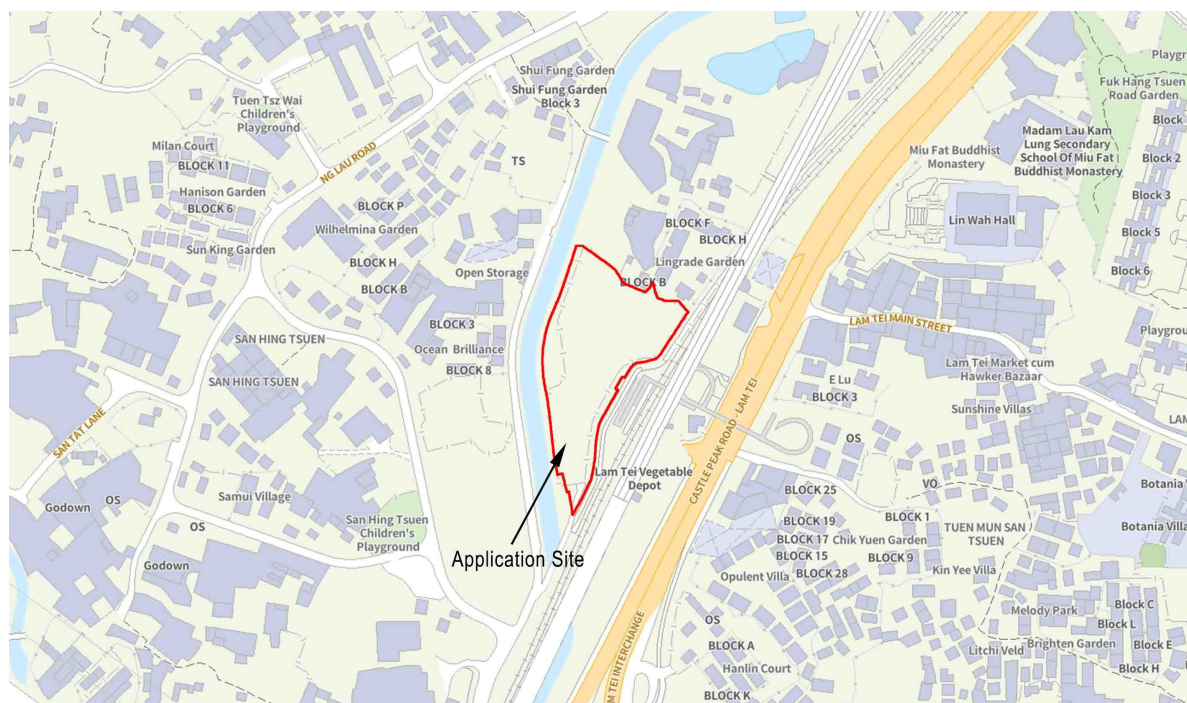 Shui Fung Garden
Shui Fung Garden
Block 3
Tuen Tsz Wai
Children's
Playground
Milan Court
BLOCK 11
Hanison Garden
BLOCK 6
Sun King Garden
NG LAU ROAD
TS
BLOCK P
Wilhelmina Garden
BLOCK H
BLOCK B
Open Storage
BLOCK F
BLOCK H
Lingrade Garden
BLOCK B
Miu Fat Buddhist
Monastery
Madam Lau Kam
Lung Secondary
School Of Miu Fat
Buddhist Monastery
Fuk Hang Tsuen
Road Garden
Block
Block 2
Block 3
Block 5
Block 6
Lin Wah Hall
BLOCK 3
Ocean Brilliance
BLOCK 8
SAN HING TSUEN
SAN HING TSUEN
SAN TAT LANE
LAM TEI MAIN STREET
Lam Tei Market cum
Hawker Bazaar
E Lu
BLOCK 3
Sunshine Villas
LAM
CASTLE PEAK ROAD - LAM TEI
OS
Lam Tei Vegetable
Depot
Godown
OS
Samui Village
OS
San Hing Tsuen
Children's
Playground
Godown
Application Site
VO
BLOCK 25
BLOCK 19
BLOCK 17
BLOCK 15
BLOCK 28
BLOCK 1
Chik Yuen Garden
BLOCK 9
Opulent Villa
Kin Yee Villa
TUEN MUN SAN
TSUEN
Botania Villa
OS
BLOCK A
Hanlin Court
BLOCK K
Melody Park
Litchi Veld
Brighten Garden
Block C
Block L
Block E
Block H
TEI INTERCHANGE